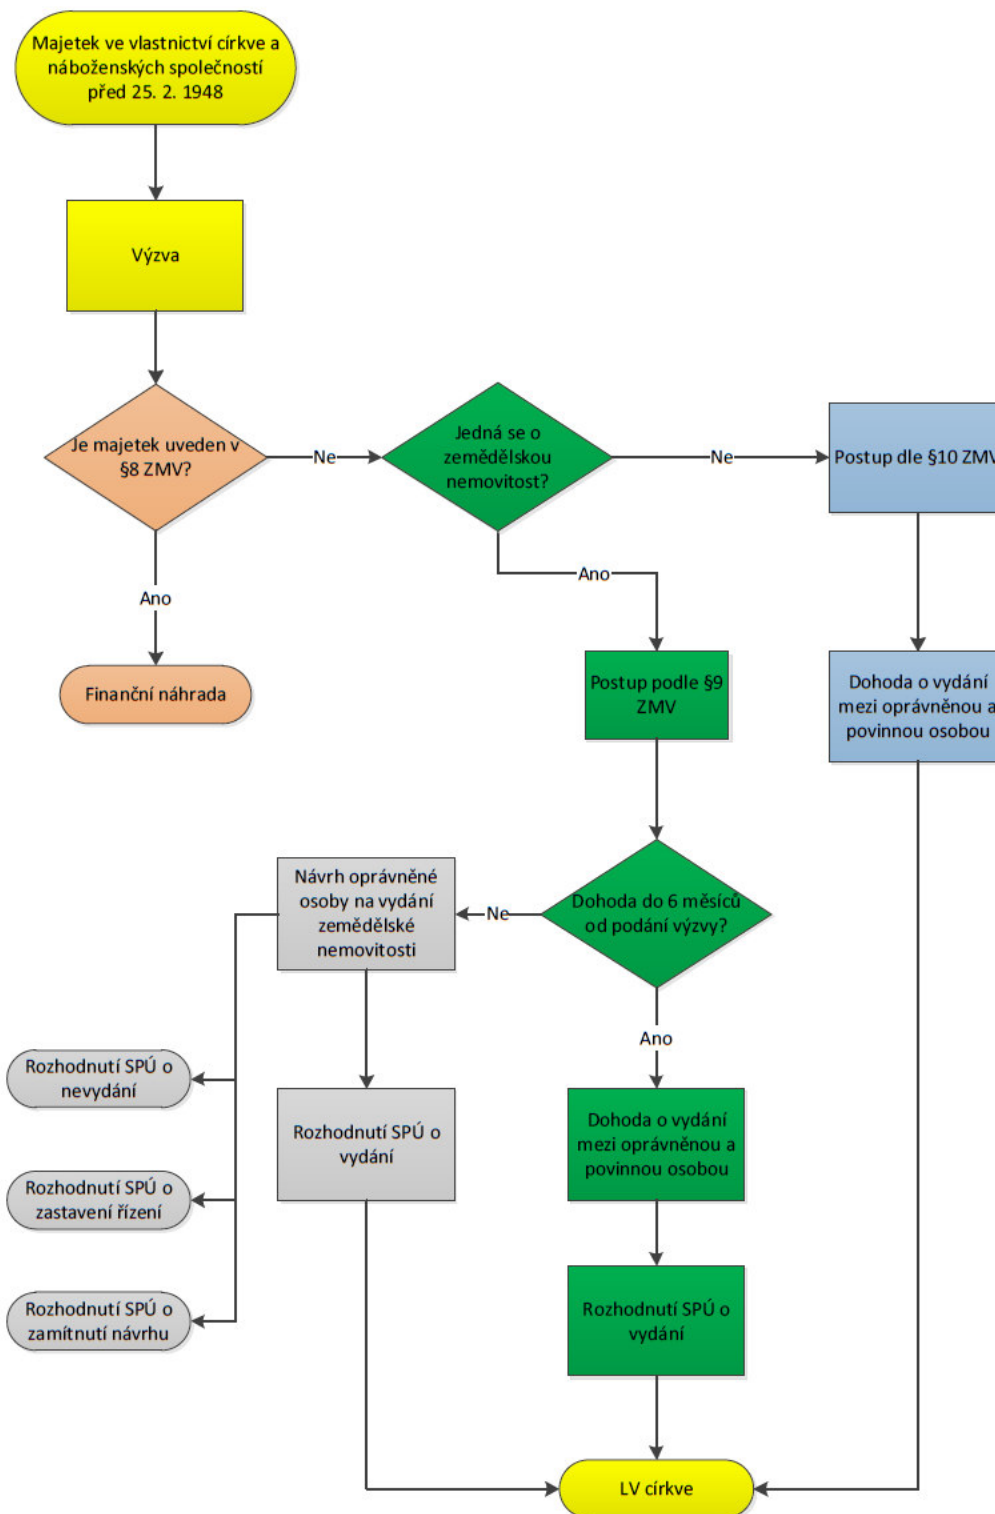 Majetek ve vlastnictví církve a
náboženských společností
před 25. 2. 1948
Výzva
Je majetek uveden v
§8 ZMV?
Ne
Jedná se o
zemědělskou
nemovitost?
Ne
Postup dle §10 ZMV
Ano
Ano
Finanční náhrada
Postup podle §9
ZMV
Dohoda o vydání
mezi oprávněnou a
povinnou osobou
Návrh oprávněné
osoby na vydání
zemědělské
nemovitosti
Ne
Dohoda do 6 měsíců
od podání výzvy?
Ano
Rozhodnutí SPÚ o
nevydání
Rozhodnutí SPÚ o
vydání
Dohoda o vydání
mezi oprávněnou a
povinnou osobou
Rozhodnutí SPÚ o
zastavení řízení
Rozhodnutí SPÚ o
zamítnutí návrhu
Rozhodnutí SPÚ o
vydání
LV církve